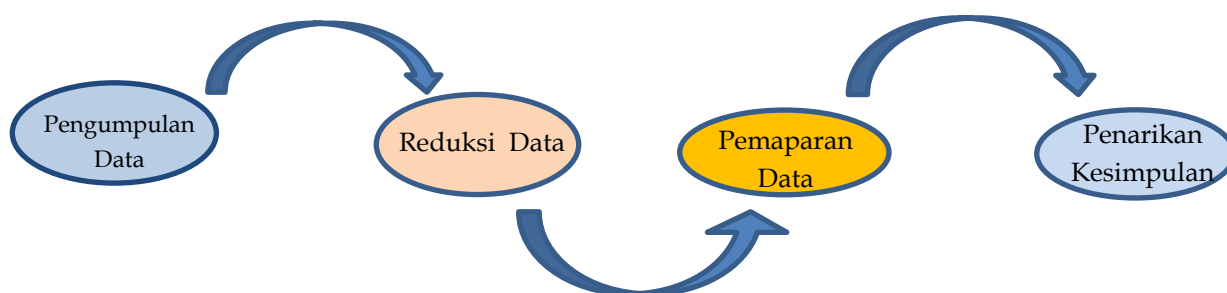 Pengumpulan
Data
Reduksi Data
Pemaparan
Data
Penarikan
Kesimpulan